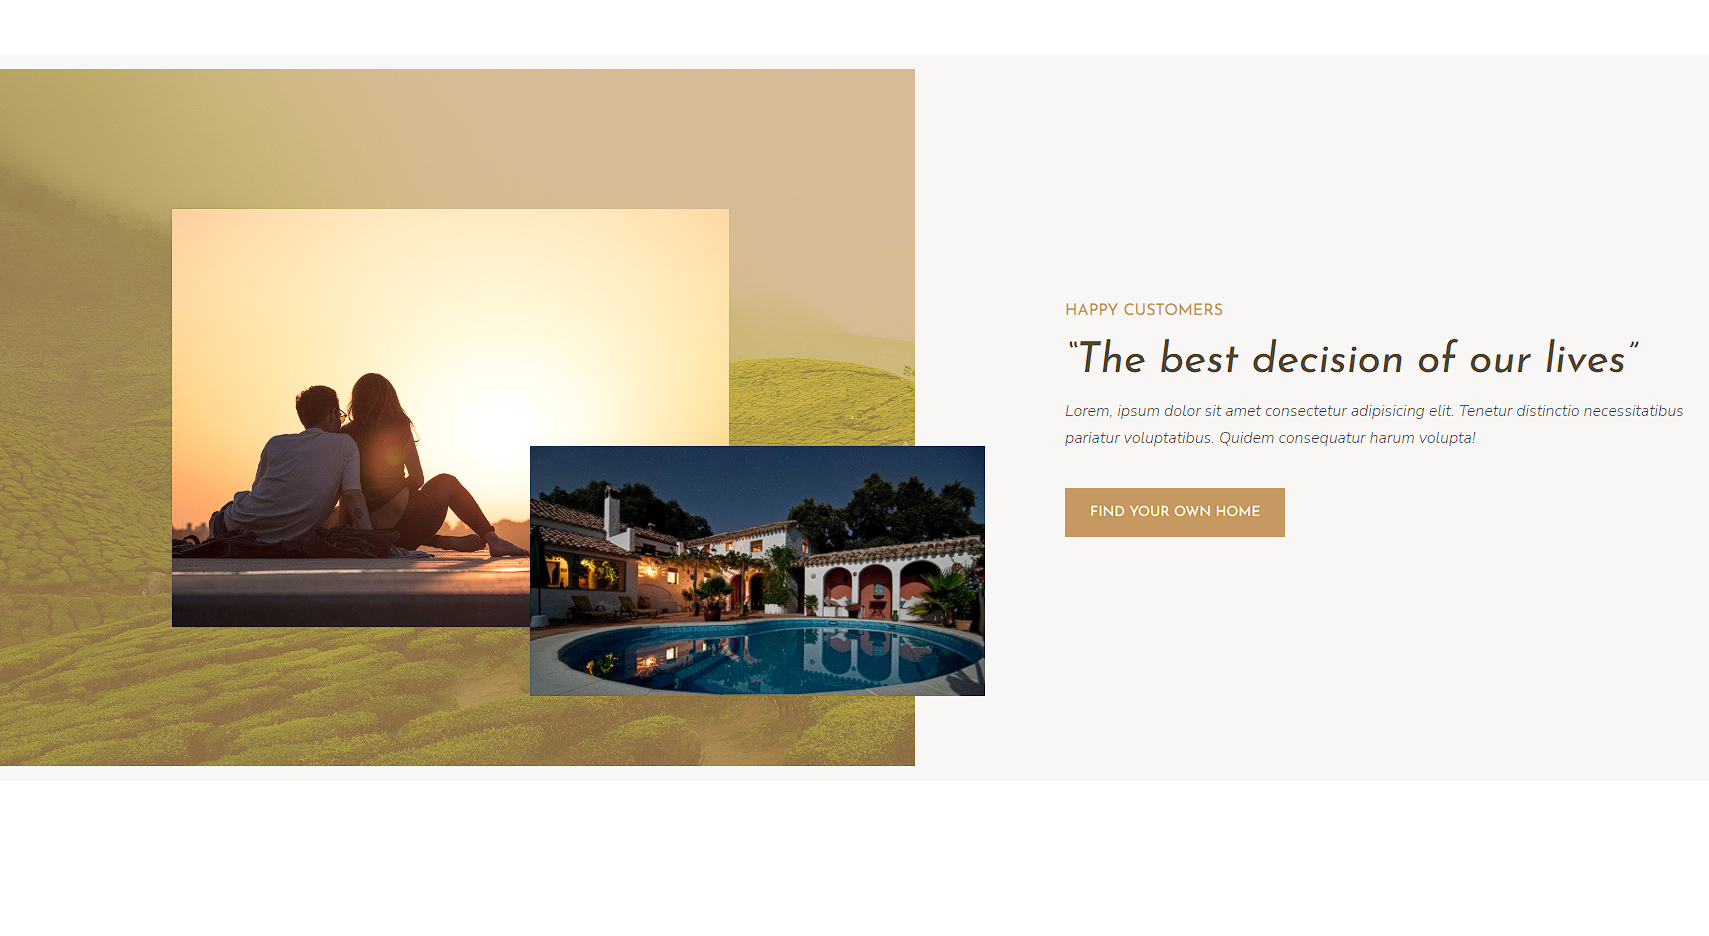 HAPPY CUSTOMERS
“The best decision of our lives”
Lorem, ipsum dolor sit amet consectetur adipisicing elit. Tenetur distinctio necessitatibus
pariatur voluptatibus. Quidem consequatur harum volupta!
FIND YOUR OWN HOME